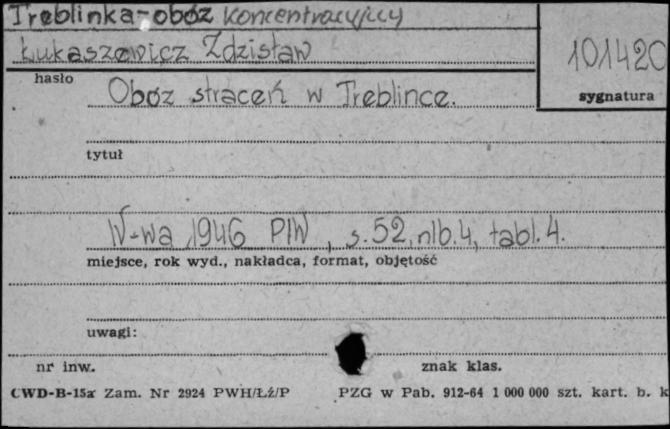 Treblinka-obóz koncentracyjny
Łukaszewicz Zdzisław
101420
hasło
sygnatura
Obóz straceń w Treblince.
tytuł
W-wa 1946 PIW, s. 52, nlb. 4, tabl. 4.
miejsce, rok wyd., nakładca, format, objętość
uwagi:
nr inw.
znak klas.
CWD-B-15a Zam. Nr 2924 PWH/Łź/P
PZG w Pab. 912-64 1 000 000 szt. kart. b. k